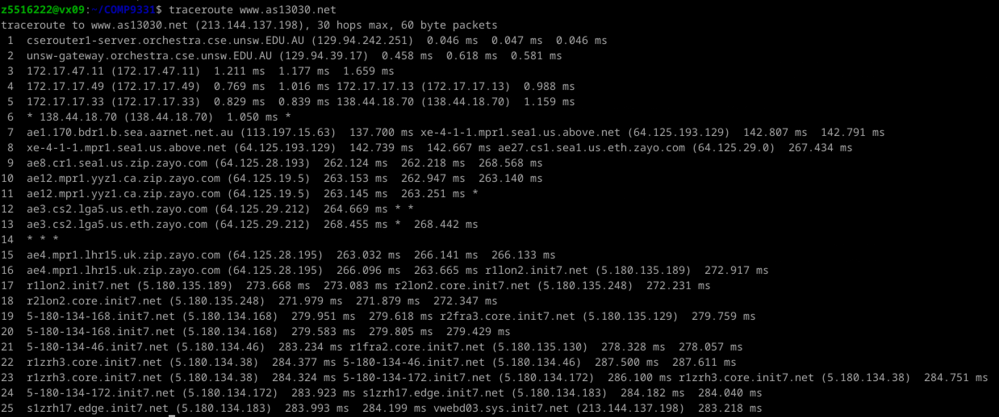 z5516222@vx09:~/COMP9331$ traceroute www.as13030.net
traceroute to www.as13030.net (213.144.137.198), 30 hops max, 60 byte packets
 1  cserouter1-server.orchestra.cse.unsw.EDU.AU (129.94.242.251)  0.046 ms  0.047 ms  0.046 ms
 2  unsw-gateway.orchestra.cse.unsw.EDU.AU (129.94.39.17)  0.458 ms  0.618 ms  0.581 ms
 3  172.17.47.11 (172.17.47.11)  1.211 ms  1.177 ms  1.659 ms
 4  172.17.17.49 (172.17.17.49)  0.769 ms  1.016 ms 172.17.17.13 (172.17.17.13)  0.988 ms
 5  172.17.17.33 (172.17.17.33)  0.829 ms  0.839 ms 138.44.18.70 (138.44.18.70)  1.159 ms
 6  * 138.44.18.70 (138.44.18.70)  1.050 ms *
 7  ae1.170.bdr1.b.sea.aarnet.net.au (113.197.15.63)  137.700 ms xe-4-1-1.mpr1.sea1.us.above.net (64.125.193.129)  142.807 ms  142.791 ms
 8  xe-4-1-1.mpr1.sea1.us.above.net (64.125.193.129)  142.739 ms  142.667 ms ae27.cs1.sea1.us.eth.zayo.com (64.125.29.0)  267.434 ms
 9  ae8.cr1.sea1.us.zip.zayo.com (64.125.28.193)  262.124 ms  262.218 ms  268.568 ms
10  ae12.mpr1.yyz1.ca.zip.zayo.com (64.125.19.5)  263.153 ms  262.947 ms  263.140 ms
11  ae12.mpr1.yyz1.ca.zip.zayo.com (64.125.19.5)  263.145 ms  263.251 ms *
12  ae3.cs2.lga5.us.eth.zayo.com (64.125.29.212)  264.669 ms * *
13  ae3.cs2.lga5.us.eth.zayo.com (64.125.29.212)  268.455 ms *  268.442 ms
14  * * *
15  ae4.mpr1.lhr15.uk.zip.zayo.com (64.125.28.195)  263.032 ms  266.141 ms  266.133 ms
16  ae4.mpr1.lhr15.uk.zip.zayo.com (64.125.28.195)  266.096 ms  263.665 ms r1lon2.init7.net (5.180.135.189)  272.917 ms
17  r1lon2.init7.net (5.180.135.189)  273.668 ms  273.083 ms r2lon2.core.init7.net (5.180.135.248)  272.231 ms
18  r2lon2.core.init7.net (5.180.135.248)  271.979 ms  271.879 ms  272.347 ms
19  5-180-134-168.init7.net (5.180.134.168)  279.951 ms  279.618 ms r2fra3.core.init7.net (5.180.135.129)  279.759 ms
20  5-180-134-168.init7.net (5.180.134.168)  279.583 ms  279.805 ms  279.429 ms
21  5-180-134-46.init7.net (5.180.134.46)  283.234 ms r1fra2.core.init7.net (5.180.135.130)  278.328 ms  278.057 ms
22  r1zrh3.core.init7.net (5.180.134.38)  284.377 ms 5-180-134-46.init7.net (5.180.134.46)  287.500 ms  287.611 ms
23  r1zrh3.core.init7.net (5.180.134.38)  284.324 ms 5-180-134-172.init7.net (5.180.134.172)  286.100 ms r1zrh3.core.init7.net (5.180.134.38)  284.751 ms
24  5-180-134-172.init7.net (5.180.134.172)  283.923 ms s1zrh17.edge.init7.net (5.180.134.183)  284.182 ms  284.040 ms
25  s1zrh17.edge.init7.net (5.180.134.183)  283.993 ms  284.199 ms vwebd03.sys.init7.net (213.144.137.198)  283.218 ms